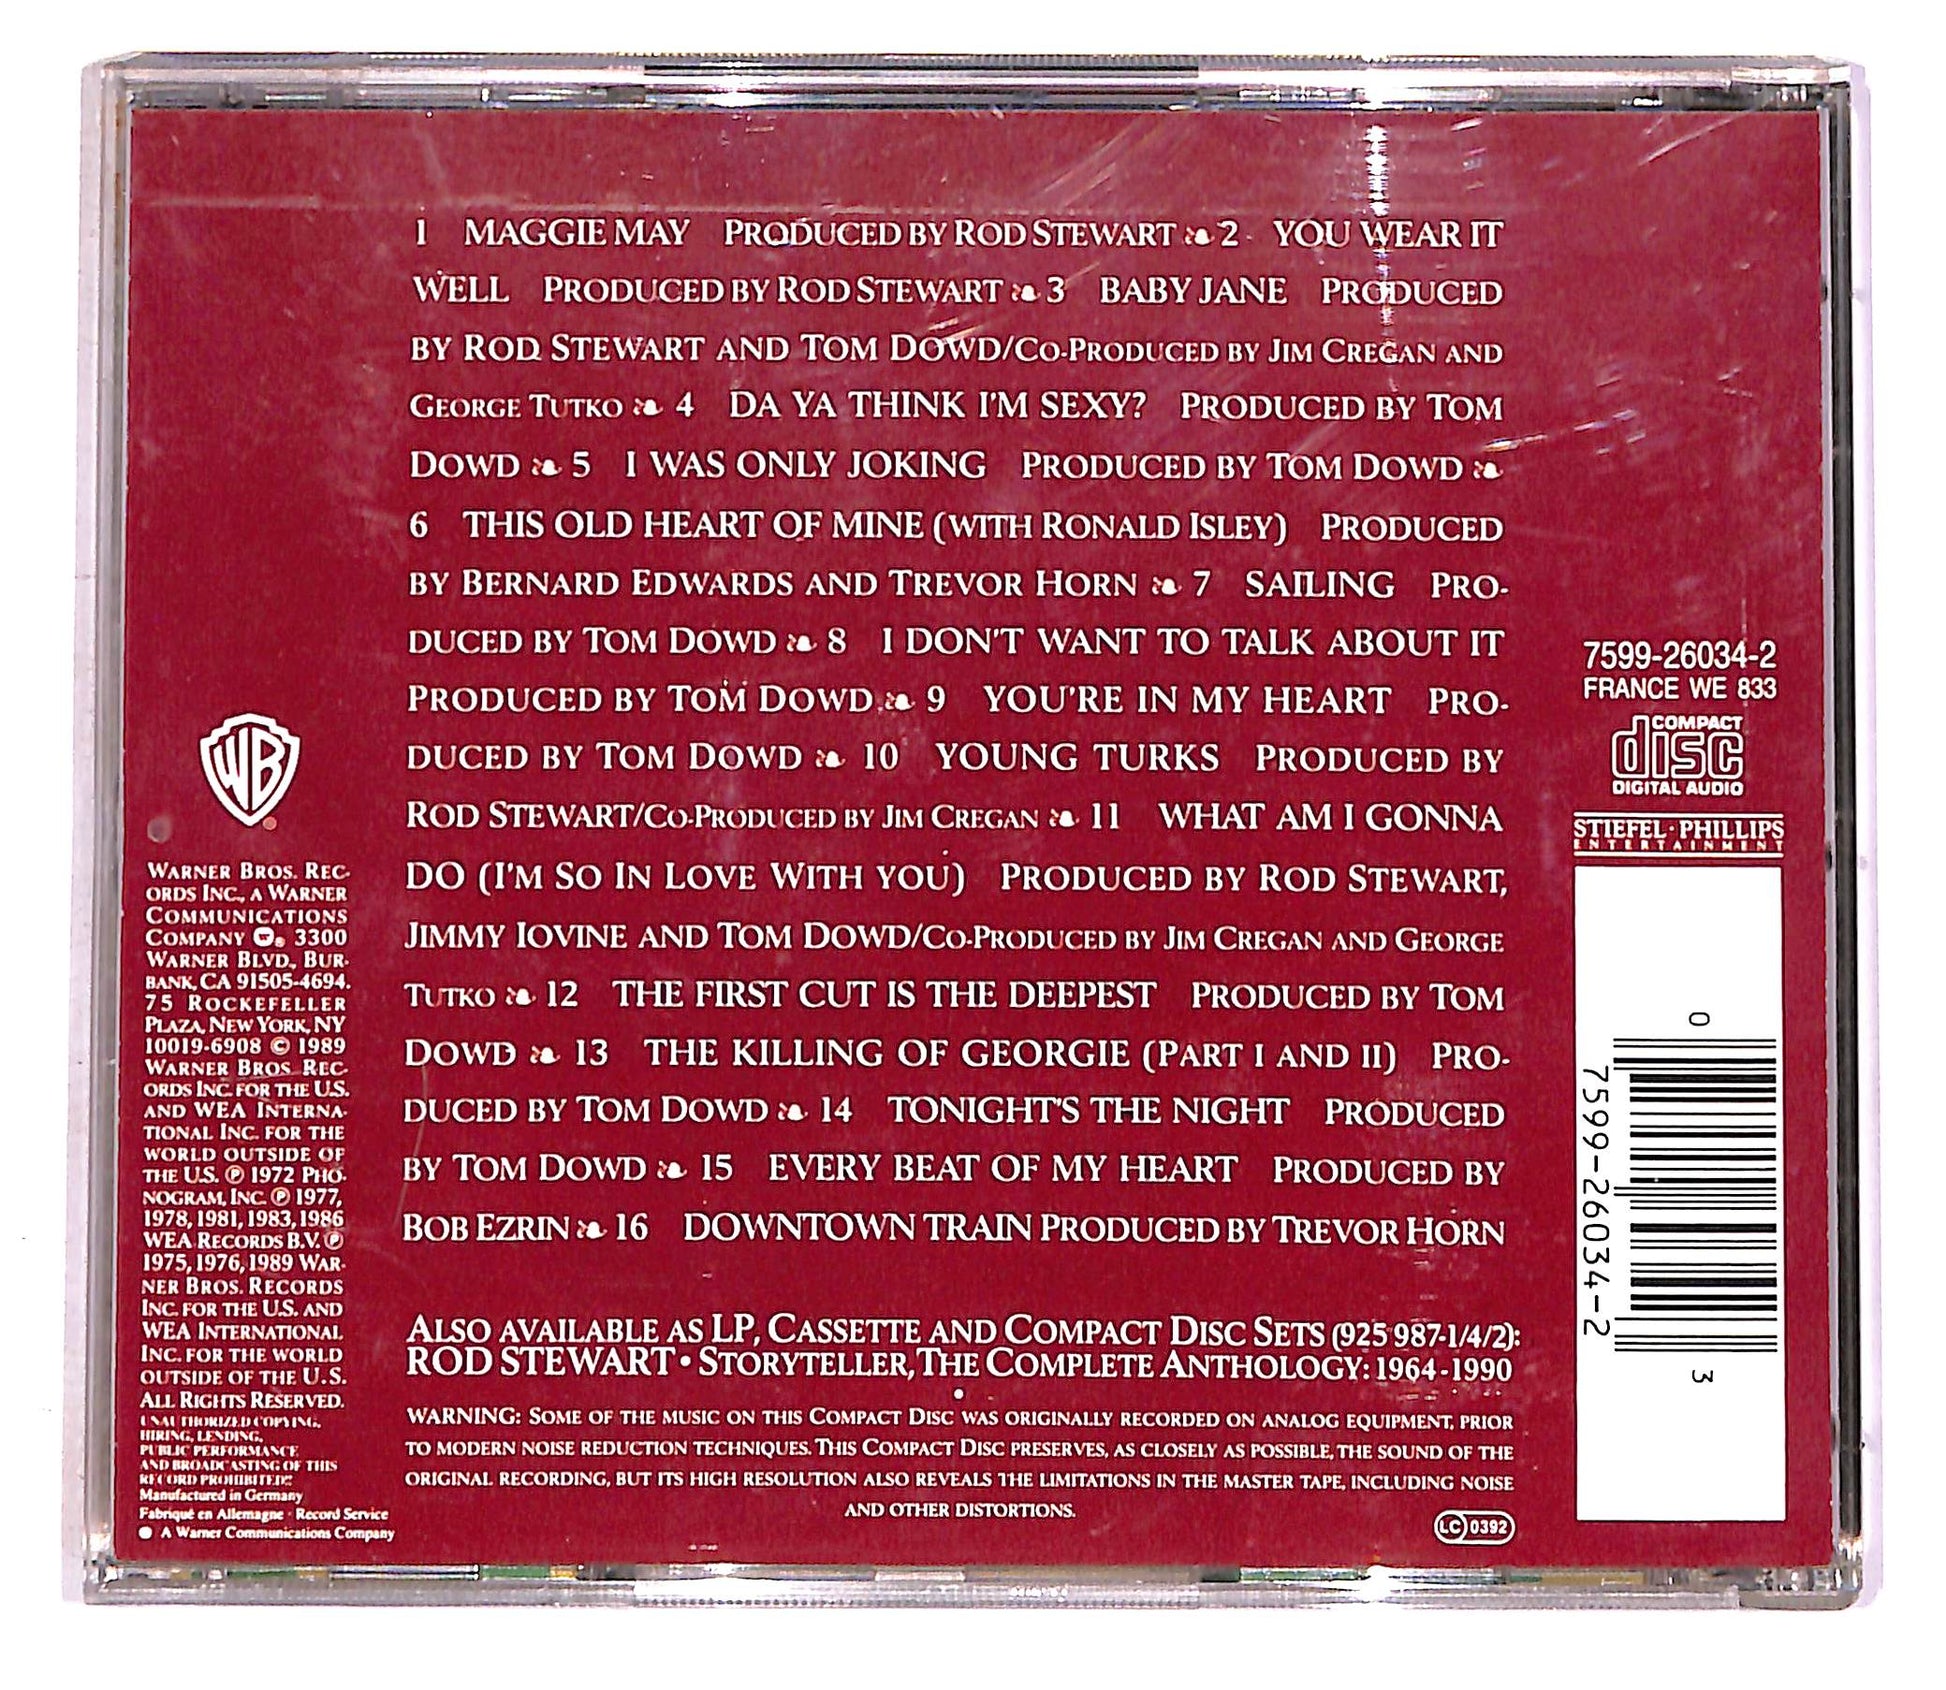 1 MAGGIE MAY PRODUCED BY ROD STEWART ❧ 2 YOU WEAR IT
WELL PRODUCED BY ROD STEWART ❧ 3 BABY JANE PRODUCED
BY ROD STEWART AND TOM DOWD/CO-PRODUCED BY JIM CREGAN AND
GEORGE TUTKO ❧ 4 DA YA THINK I'M SEXY? PRODUCED BY TOM
DOWD ❧ 5 I WAS ONLY JOKING PRODUCED BY TOM DOWD ❧
6 THIS OLD HEART OF MINE (WITH RONALD ISLEY) PRODUCED
BY BERNARD EDWARDS AND TREVOR HORN ❧ 7 SAILING PRO-
DUCED BY TOM DOWD ❧ 8 I DON'T WANT TO TALK ABOUT IT
PRODUCED BY TOM DOWD ❧ 9 YOU'RE IN MY HEART PRO-
DUCED BY TOM DOWD ❧ 10 YOUNG TURKS PRODUCED BY
ROD STEWART/CO-PRODUCED BY JIM CREGAN ❧ 11 WHAT AM I GONNA
DO (I'M SO IN LOVE WITH YOU) PRODUCED BY ROD STEWART,
JIMMY IOVINE AND TOM DOWD/CO-PRODUCED BY JIM CREGAN AND GEORGE
TUTKO ❧ 12 THE FIRST CUT IS THE DEEPEST PRODUCED BY TOM
DOWD ❧ 13 THE KILLING OF GEORGIE (PART I AND II) PRO-
DUCED BY TOM DOWD ❧ 14 TONIGHT'S THE NIGHT PRODUCED
BY TOM DOWD ❧ 15 EVERY BEAT OF MY HEART PRODUCED BY
BOB EZRIN ❧ 16 DOWNTOWN TRAIN PRODUCED BY TREVOR HORN
ALSO AVAILABLE AS LP, CASSETTE AND COMPACT DISC SETS (925 987-1/4/2):
ROD STEWART • STORYTELLER, THE COMPLETE ANTHOLOGY: 1964-1990
•
WARNING: SOME OF THE MUSIC ON THIS COMPACT DISC WAS ORIGINALLY RECORDED ON ANALOG EQUIPMENT, PRIOR
TO MODERN NOISE REDUCTION TECHNIQUES. THIS COMPACT DISC PRESERVES, AS CLOSELY AS POSSIBLE, THE SOUND OF THE
ORIGINAL RECORDING, BUT ITS HIGH RESOLUTION ALSO REVEALS THE LIMITATIONS IN THE MASTER TAPE, INCLUDING NOISE
AND OTHER DISTORTIONS.
LC 0392
WB
WARNER BROS. REC-
ORDS INC., A WARNER
COMMUNICATIONS
COMPANY ® 3300
WARNER BLVD., BUR-
BANK, CA 91505-4694.
75 ROCKEFELLER
PLAZA, NEW YORK, NY
10019-6908 © 1989
WARNER BROS. REC-
ORDS INC. FOR THE U.S.
AND WEA INTERNA-
TIONAL INC. FOR THE
WORLD OUTSIDE OF
THE U.S. ℗ 1972 PHO-
NOGRAM, INC. ℗ 1977,
1978, 1981, 1983, 1986
WEA RECORDS B.V. ℗
1975, 1976, 1989 WAR-
NER BROS. RECORDS
INC. FOR THE U.S. AND
WEA INTERNATIONAL
INC. FOR THE WORLD
OUTSIDE OF THE U.S.
ALL RIGHTS RESERVED.
UNAUTHORIZED COPYING,
HIRING, LENDING,
PUBLIC PERFORMANCE
AND BROADCASTING OF THIS
RECORD PROHIBITED.
Manufactured in Germany
Fabriqué en Allemagne · Record Service
● A Warner Communications Company
7599-26034-2
FRANCE WE 833
COMPACT
disc
DIGITAL AUDIO
STIEFEL · PHILLIPS
ENTERTAINMENT
0
7599-26034-2
3